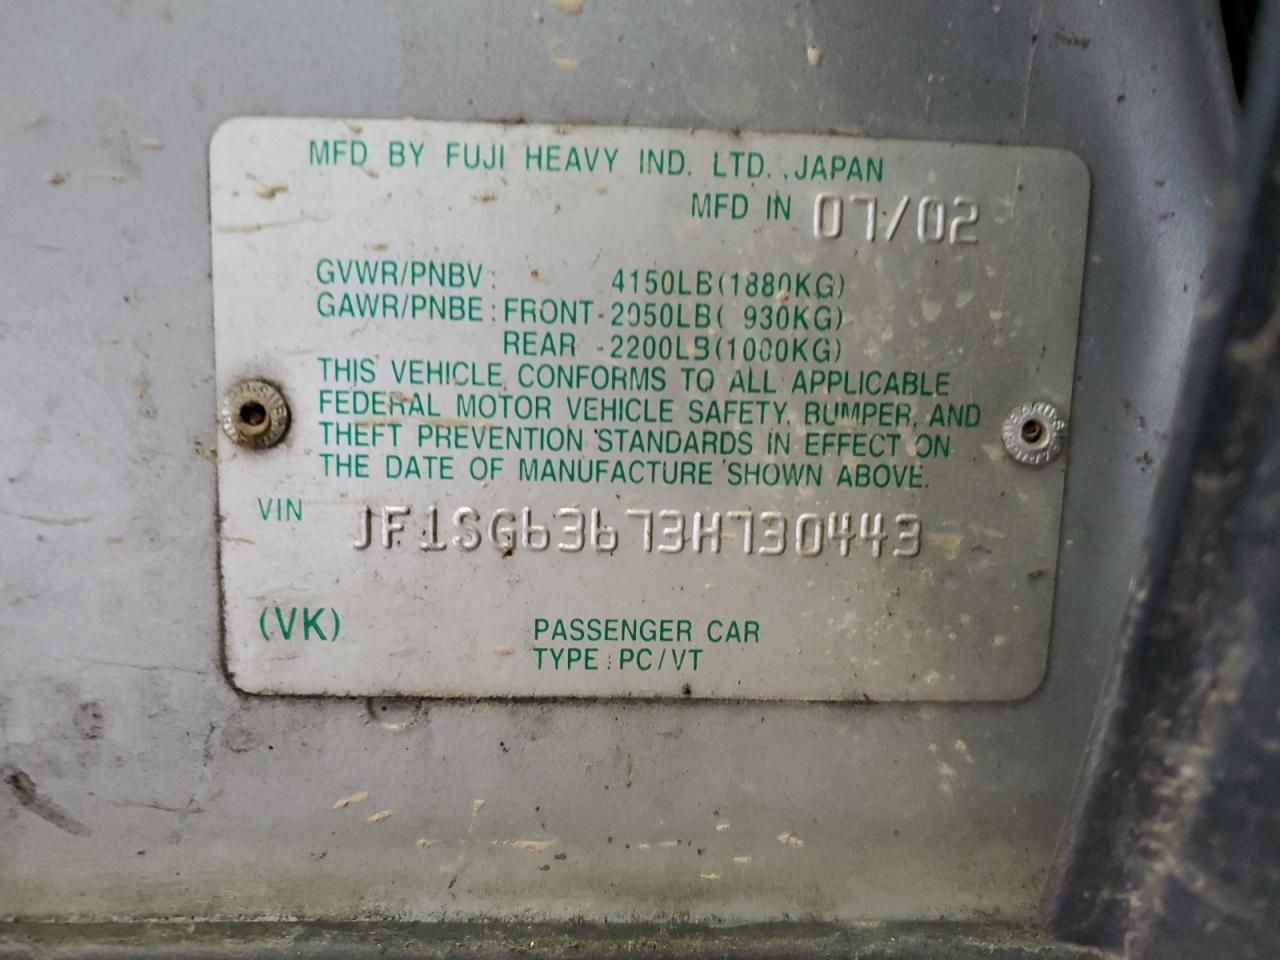 MFD BY FUJI HEAVY IND. LTD., JAPAN
MFD IN 07/02
GVWR/PNBV: 4150LB(1880KG)
GAWR/PNBE: FRONT-2050LB( 930KG)
REAR -2200LB(1000KG)
THIS VEHICLE CONFORMS TO ALL APPLICABLE
FEDERAL MOTOR VEHICLE SAFETY, BUMPER, AND
THEFT PREVENTION STANDARDS IN EFFECT ON
THE DATE OF MANUFACTURE SHOWN ABOVE.
VIN JF1SG63673H730443
(VK) PASSENGER CAR
TYPE : PC/VT